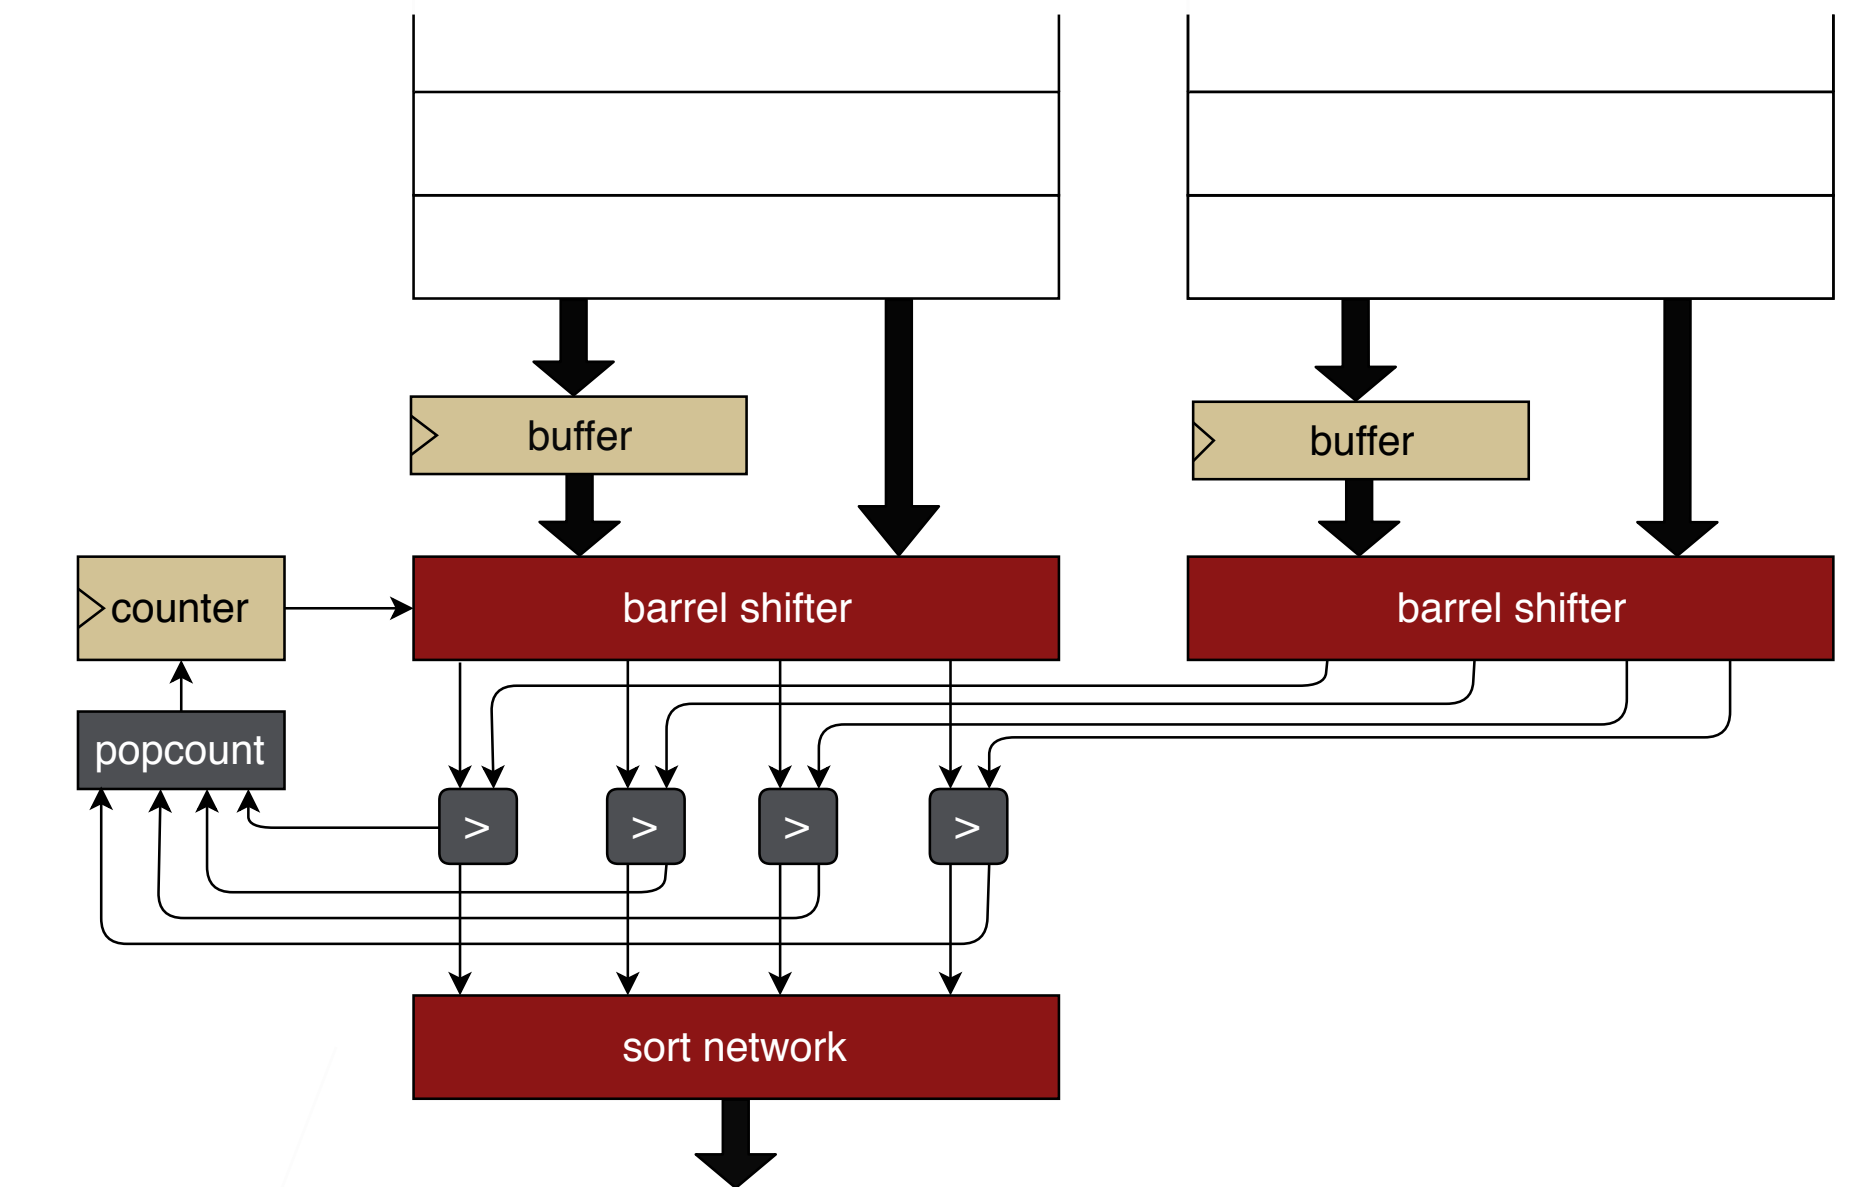 buffer
buffer
counter
barrel shifter
barrel shifter
popcount
>
>
>
>
sort network